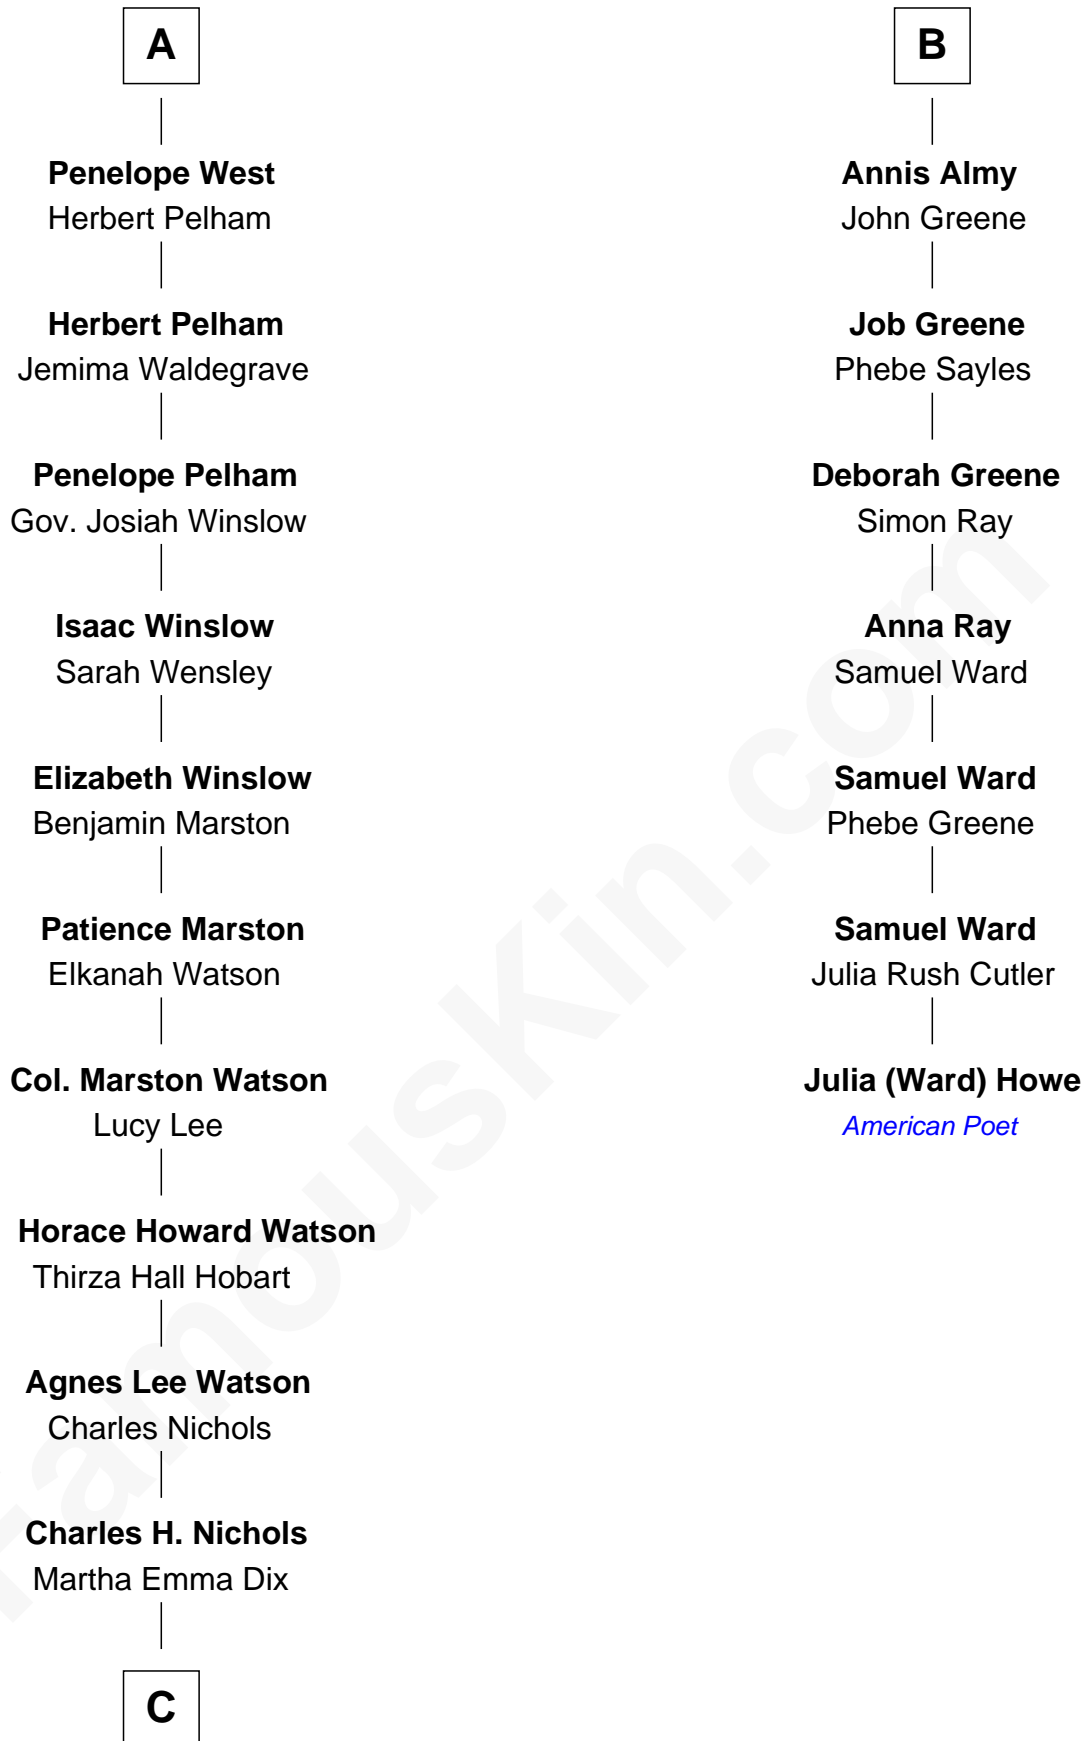 A
Penelope West
Herbert Pelham
Herbert Pelham
Jemima Waldegrave
Penelope Pelham
Gov. Josiah Winslow
Isaac Winslow
Sarah Wensley
Elizabeth Winslow
Benjamin Marston
Patience Marston
Elkanah Watson
Col. Marston Watson
Lucy Lee
Horace Howard Watson
Thirza Hall Hobart
Agnes Lee Watson
Charles Nichols
Charles H. Nichols
Martha Emma Dix
C
B
Annis Almy
John Greene
Job Greene
Phebe Sayles
Deborah Greene
Simon Ray
Anna Ray
Samuel Ward
Samuel Ward
Phebe Greene
Samuel Ward
Julia Rush Cutler
Julia (Ward) Howe
American Poet
FamousKin.com